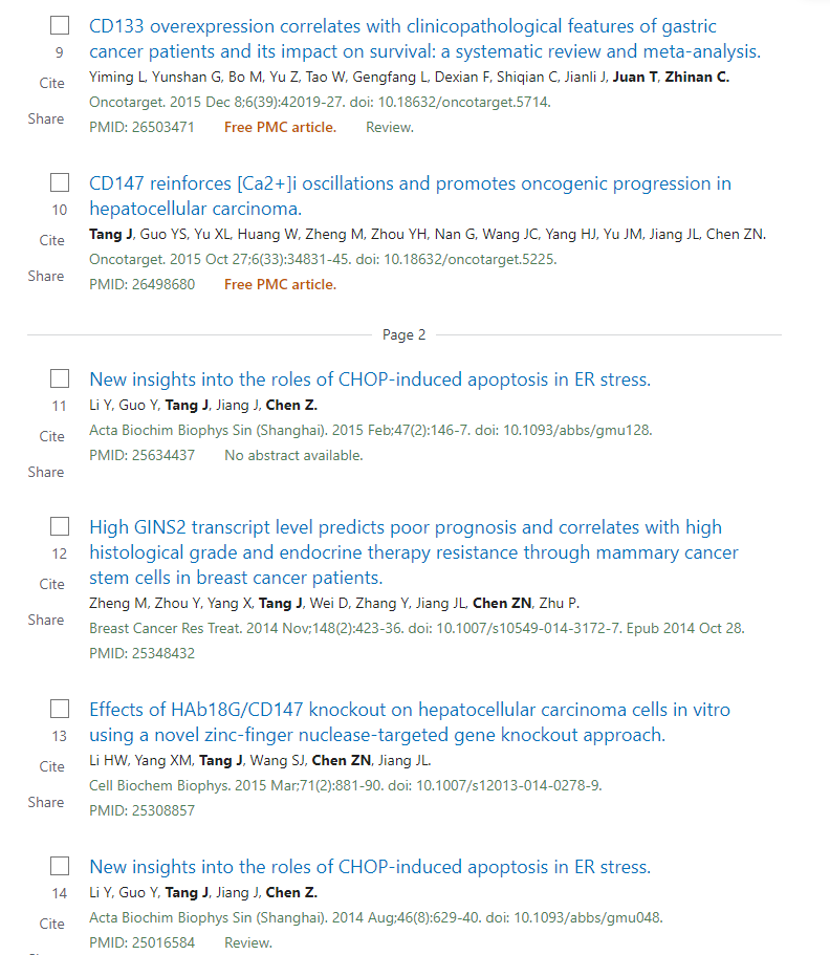 CD133 overexpression correlates with clinicopathological features of gastric
9
cancer patients and its impact on survival: a systematic review and meta-analysis.
Cite
Yiming L, Yunshan G, Bo M, Yu Z, Tao W, Gengfang L, Dexian F, Shiqian C, Jianli J, Juan T, Zhinan C.
Oncotarget. 2015 Dec 8;6(39):42019-27. doi: 10.18632/oncotarget.5714.
Share
PMID: 26503471 Free PMC article. Review.
CD147 reinforces [Ca2+]i oscillations and promotes oncogenic progression in
10
hepatocellular carcinoma.
Cite
Tang J, Guo YS, Yu XL, Huang W, Zheng M, Zhou YH, Nan G, Wang JC, Yang HJ, Yu JM, Jiang JL, Chen ZN.
Oncotarget. 2015 Oct 27;6(33):34831-45. doi: 10.18632/oncotarget.5225.
Share
PMID: 26498680 Free PMC article.
Page 2
New insights into the roles of CHOP-induced apoptosis in ER stress.
11
Li Y, Guo Y, Tang J, Jiang J, Chen Z.
Cite
Acta Biochim Biophys Sin (Shanghai). 2015 Feb;47(2):146-7. doi: 10.1093/abbs/gmu128.
PMID: 25634437 No abstract available.
Share
High GINS2 transcript level predicts poor prognosis and correlates with high
12
histological grade and endocrine therapy resistance through mammary cancer
Cite
stem cells in breast cancer patients.
Zheng M, Zhou Y, Yang X, Tang J, Wei D, Zhang Y, Jiang JL, Chen ZN, Zhu P.
Share
Breast Cancer Res Treat. 2014 Nov;148(2):423-36. doi: 10.1007/s10549-014-3172-7. Epub 2014 Oct 28.
PMID: 25348432
Effects of HAb18G/CD147 knockout on hepatocellular carcinoma cells in vitro
13
using a novel zinc-finger nuclease-targeted gene knockout approach.
Cite
Li HW, Yang XM, Tang J, Wang SJ, Chen ZN, Jiang JL.
Cell Biochem Biophys. 2015 Mar;71(2):881-90. doi: 10.1007/s12013-014-0278-9.
Share
PMID: 25308857
New insights into the roles of CHOP-induced apoptosis in ER stress.
14
Li Y, Guo Y, Tang J, Jiang J, Chen Z.
Cite
Acta Biochim Biophys Sin (Shanghai). 2014 Aug;46(8):629-40. doi: 10.1093/abbs/gmu048.
PMID: 25016584 Review.